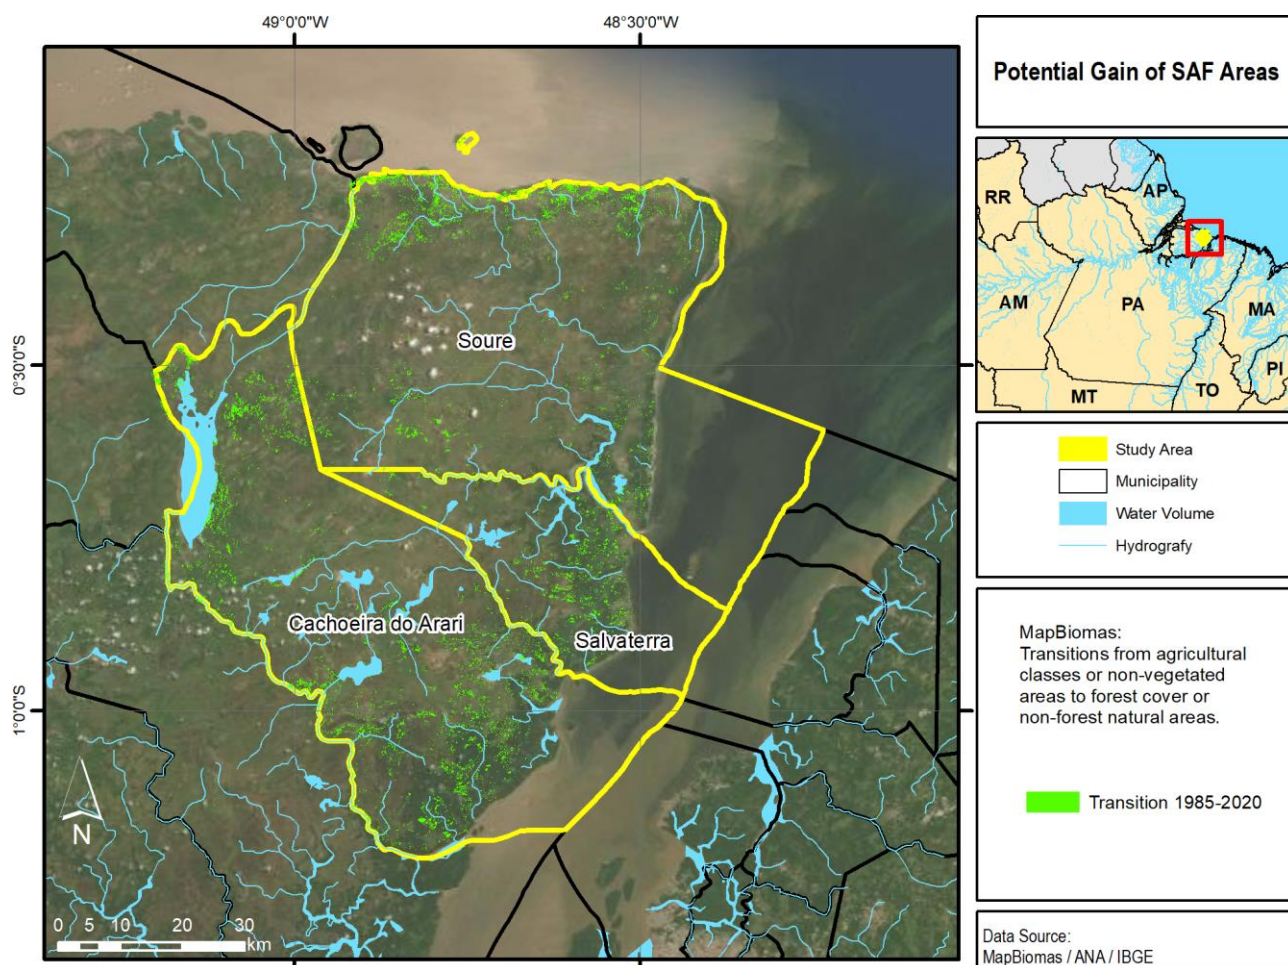 49°0'0"W
48°30'0"W
0°30'S
1°0'S
Soure
Cachoeira do Arari
Salvaterra
N
0 5 10 20 30
km
Potential Gain of SAF Areas
RR
AP
AM
PA
MA
PI
MT
TO
Study Area
Municipality
Water Volume
Hydrografy
MapBiomas:
Transitions from agricultural
classes or non-vegetated
areas to forest cover or
non-forest natural areas.
Transition 1985-2020
Data Source:
MapBiomas / ANA / IBGE